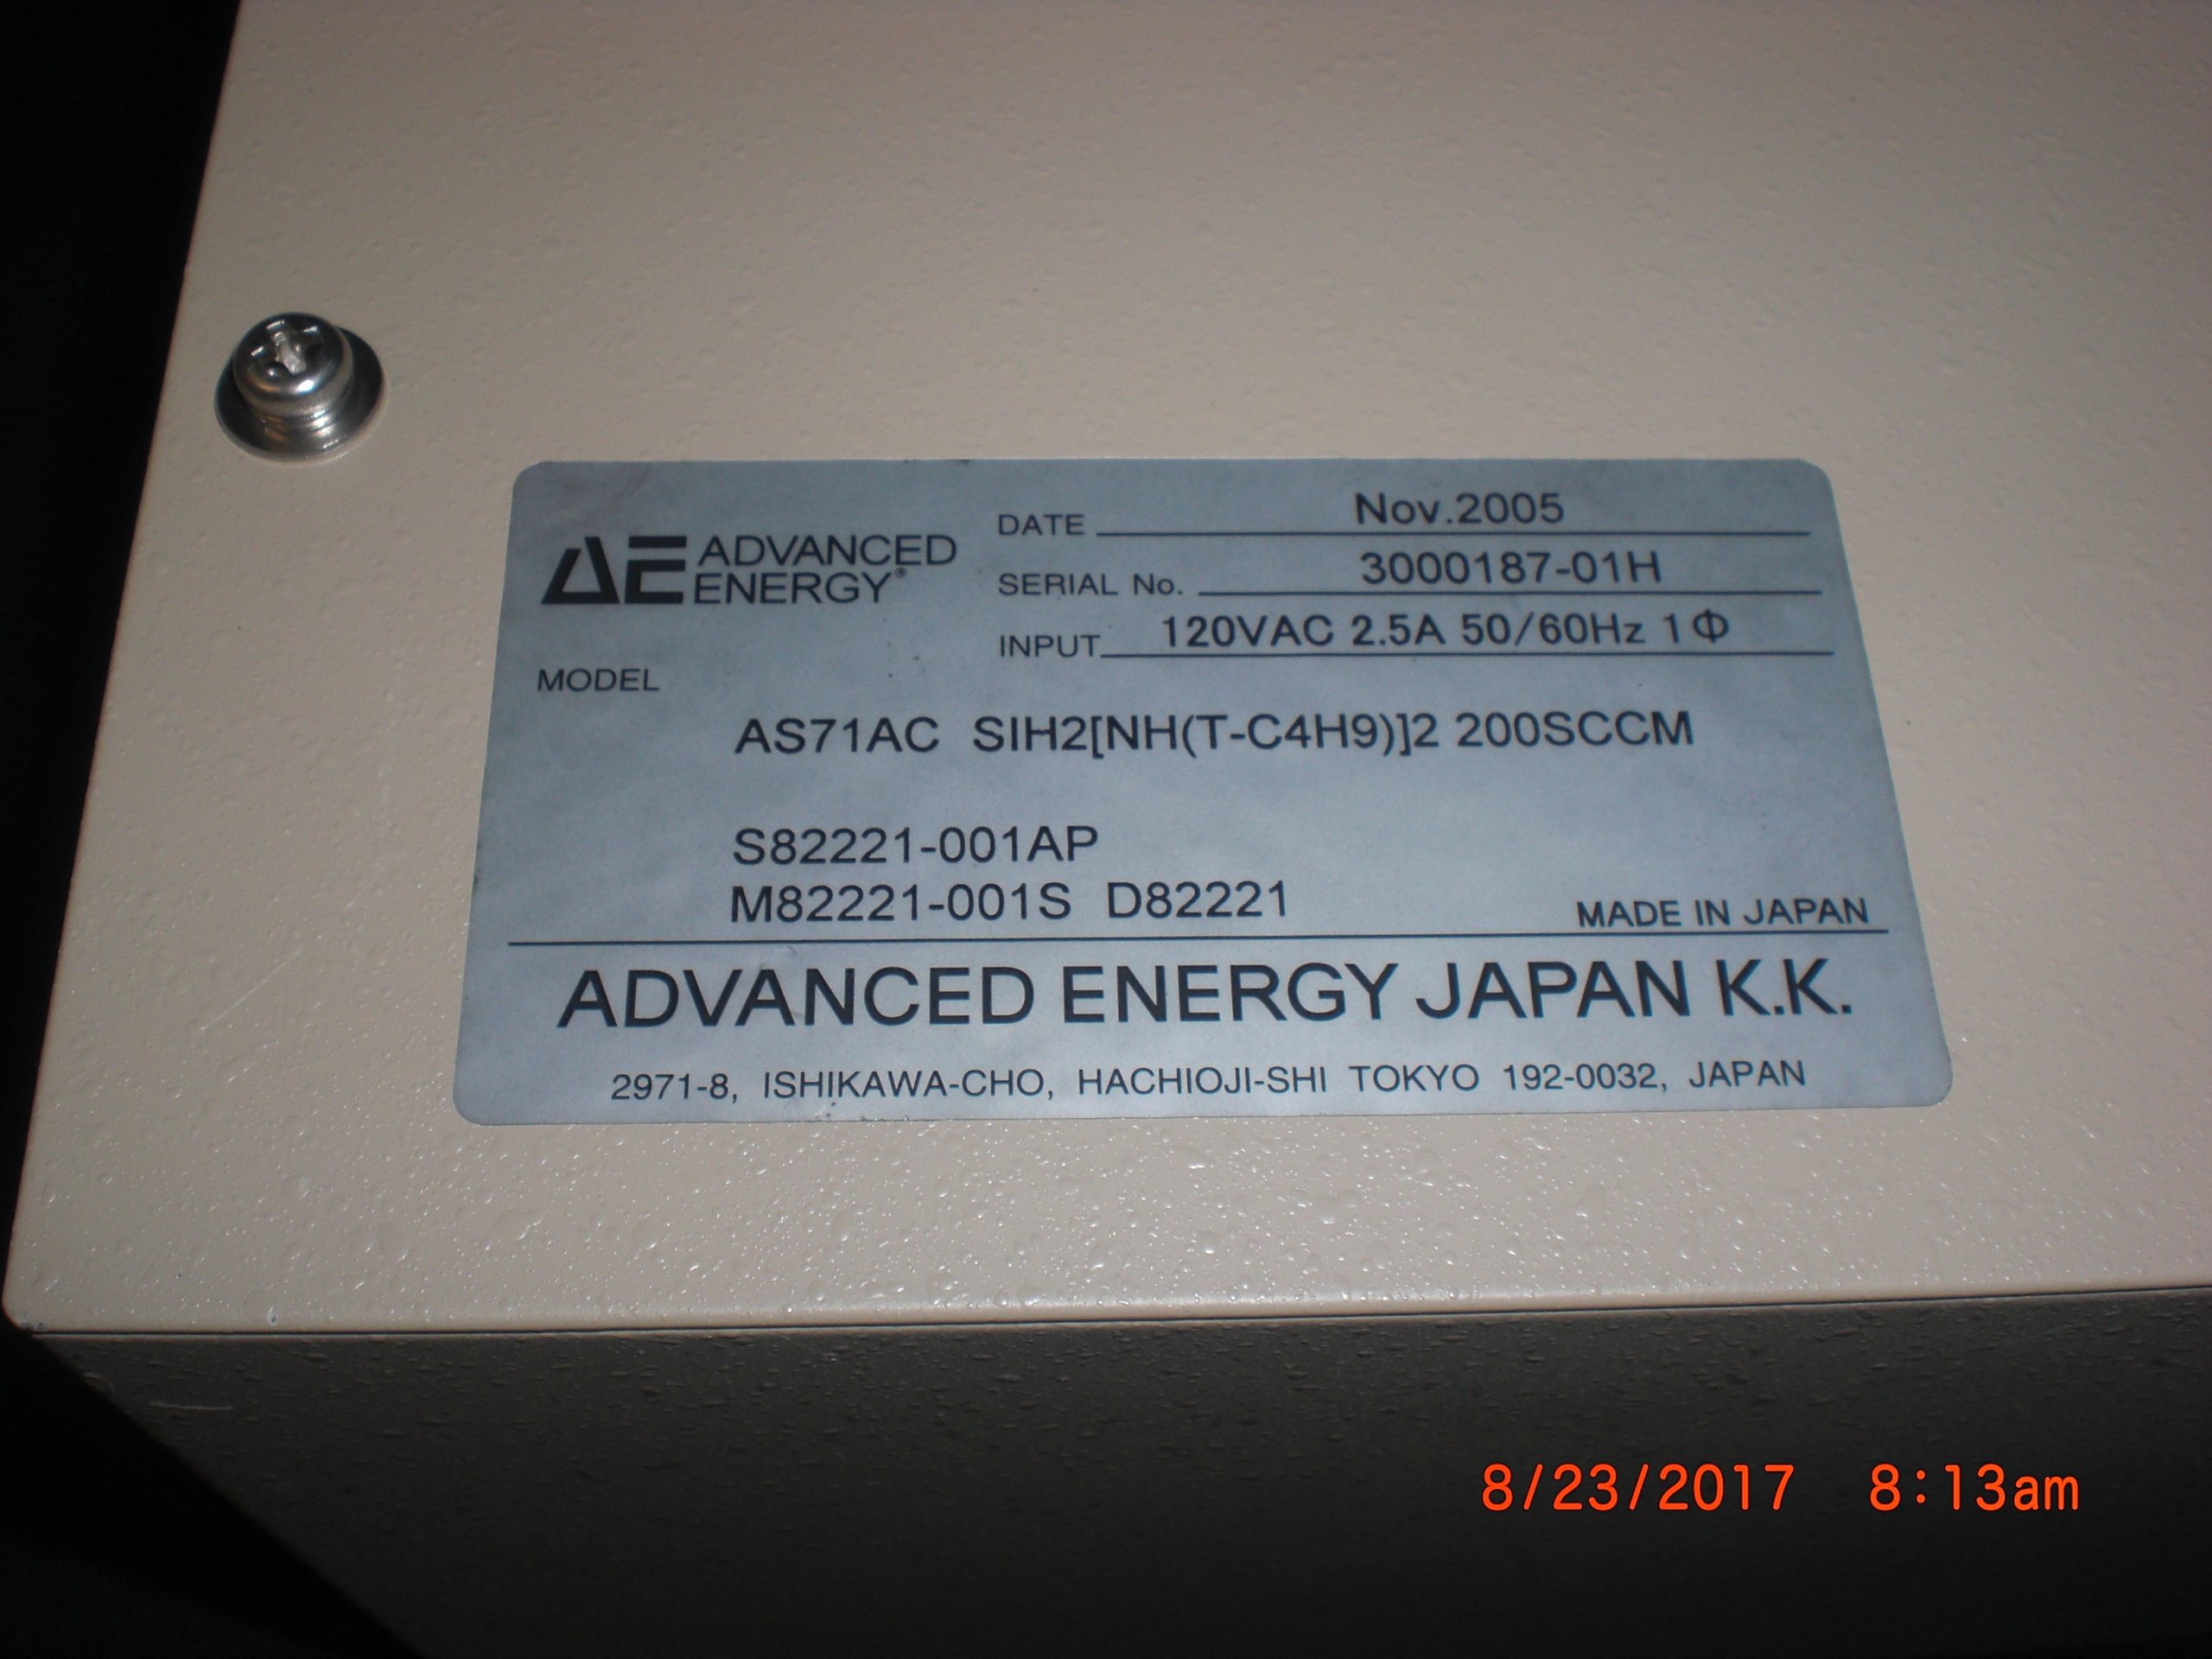 AE ADVANCED ENERGY®
DATE Nov.2005
SERIAL No. 3000187-01H
INPUT 120VAC 2.5A 50/60Hz 1Φ
MODEL
AS71AC SIH2[NH(T-C4H9)]2 200SCCM
S82221-001AP
M82221-001S D82221
MADE IN JAPAN
ADVANCED ENERGY JAPAN K.K.
2971-8, ISHIKAWA-CHO, HACHIOJI-SHI TOKYO 192-0032, JAPAN
8/23/2017 8:13am